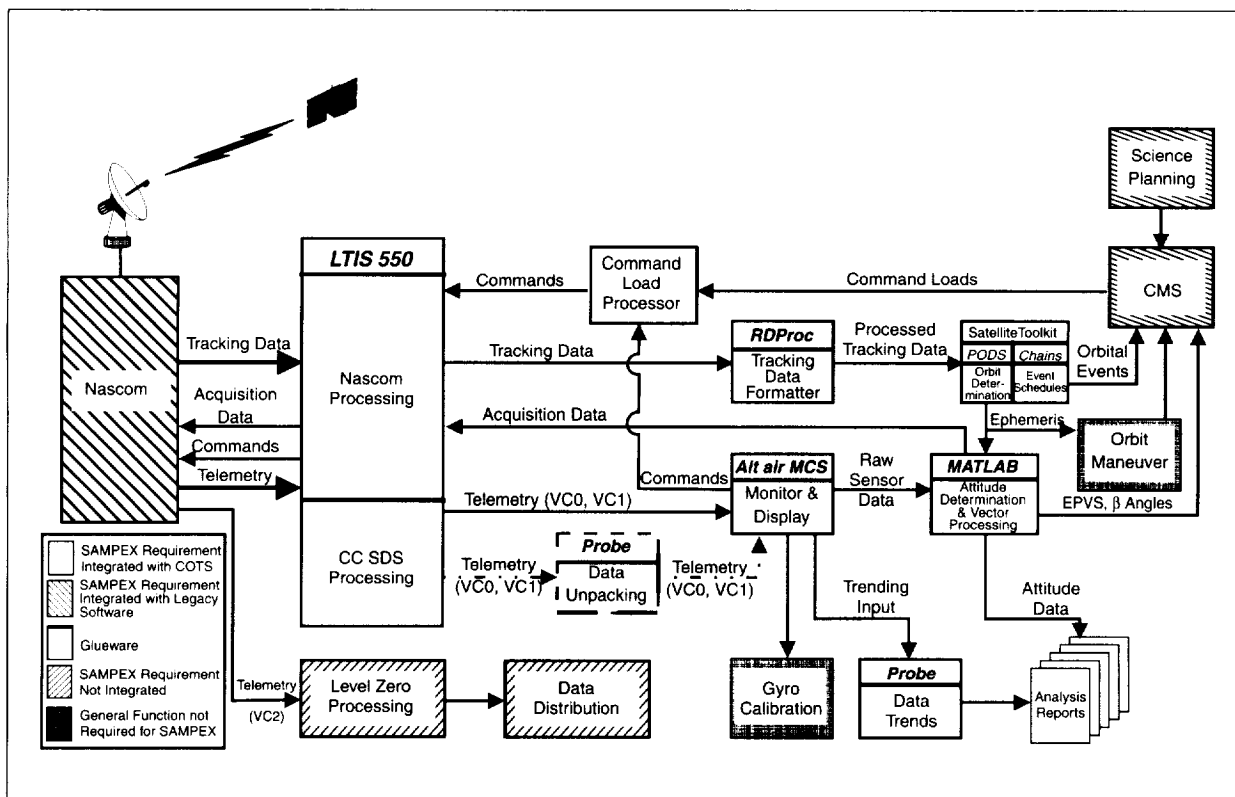 Science
Planning
LTIS 550
Command
Load
Processor
Commands
Command Loads
CMS
Nascom
Tracking Data
Acquisition
Data
Commands
Telemetry
Nascom
Processing
Tracking Data
RDProc
Tracking
Data
Formatter
Processed
Tracking Data
SatelliteToolkit
PODS
Chains
Orbit
Deter-
mination
Event
Schedules
Orbital
Events
Acquisition Data
Ephemeris
Orbit
Maneuver
Commands
Alt air MCS
Monitor &
Display
Raw
Sensor
Data
MATLAB
Attitude
Determination
& Vector
Processing
EPVS, β Angles
Telemetry (VC0, VC1)
CC SDS
Processing
Telemetry
(VC0, VC1)
Probe
Data
Unpacking
Telemetry
(VC0, VC1)
Trending
Input
Attitude
Data
SAMPEX Requirement
Integrated with COTS
SAMPEX Requirement
Integrated with Legacy
Software
Glueware
SAMPEX Requirement
Not Integrated
General Function not
Required for SAMPEX
Telemetry
(VC2)
Level Zero
Processing
Data
Distribution
Gyro
Calibration
Probe
Data
Trends
Analysis
Reports